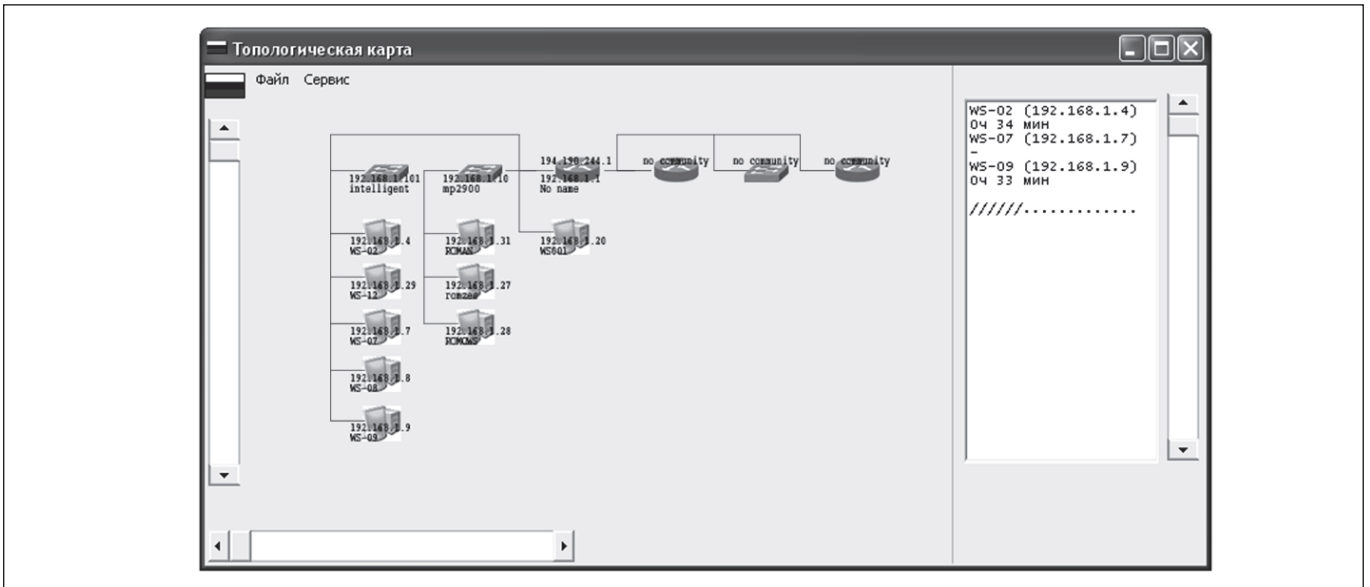 Топологическая карта
Файл Сервис
194.190.244.1
no community
no community
no community
192.168.1.101
intelligent
192.168.1.10
mp2900
192.168.1.1
No name
192.168.1.4
WS-02
192.168.1.31
ROMAN
192.168.1.20
WS001
192.168.1.29
WS-12
192.168.1.27
romzes
192.168.1.7
WS-07
192.168.1.28
ROMOWS
192.168.1.8
WS-08
192.168.1.9
WS-09
WS-02 (192.168.1.4)
0ч 34 мин
WS-07 (192.168.1.7)
-
WS-09 (192.168.1.9)
0ч 33 мин
//////.............